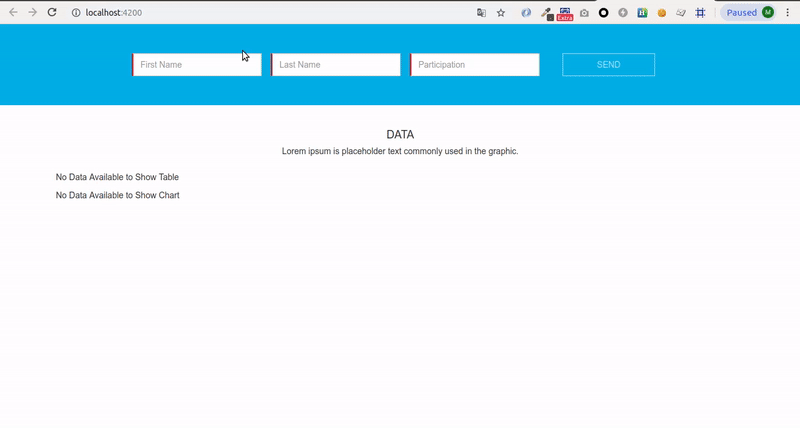 localhost:4200
Extra
Paused M
First Name Last Name Participation SEND
DATA
Lorem ipsum is placeholder text commonly used in the graphic.
No Data Available to Show Table
No Data Available to Show Chart